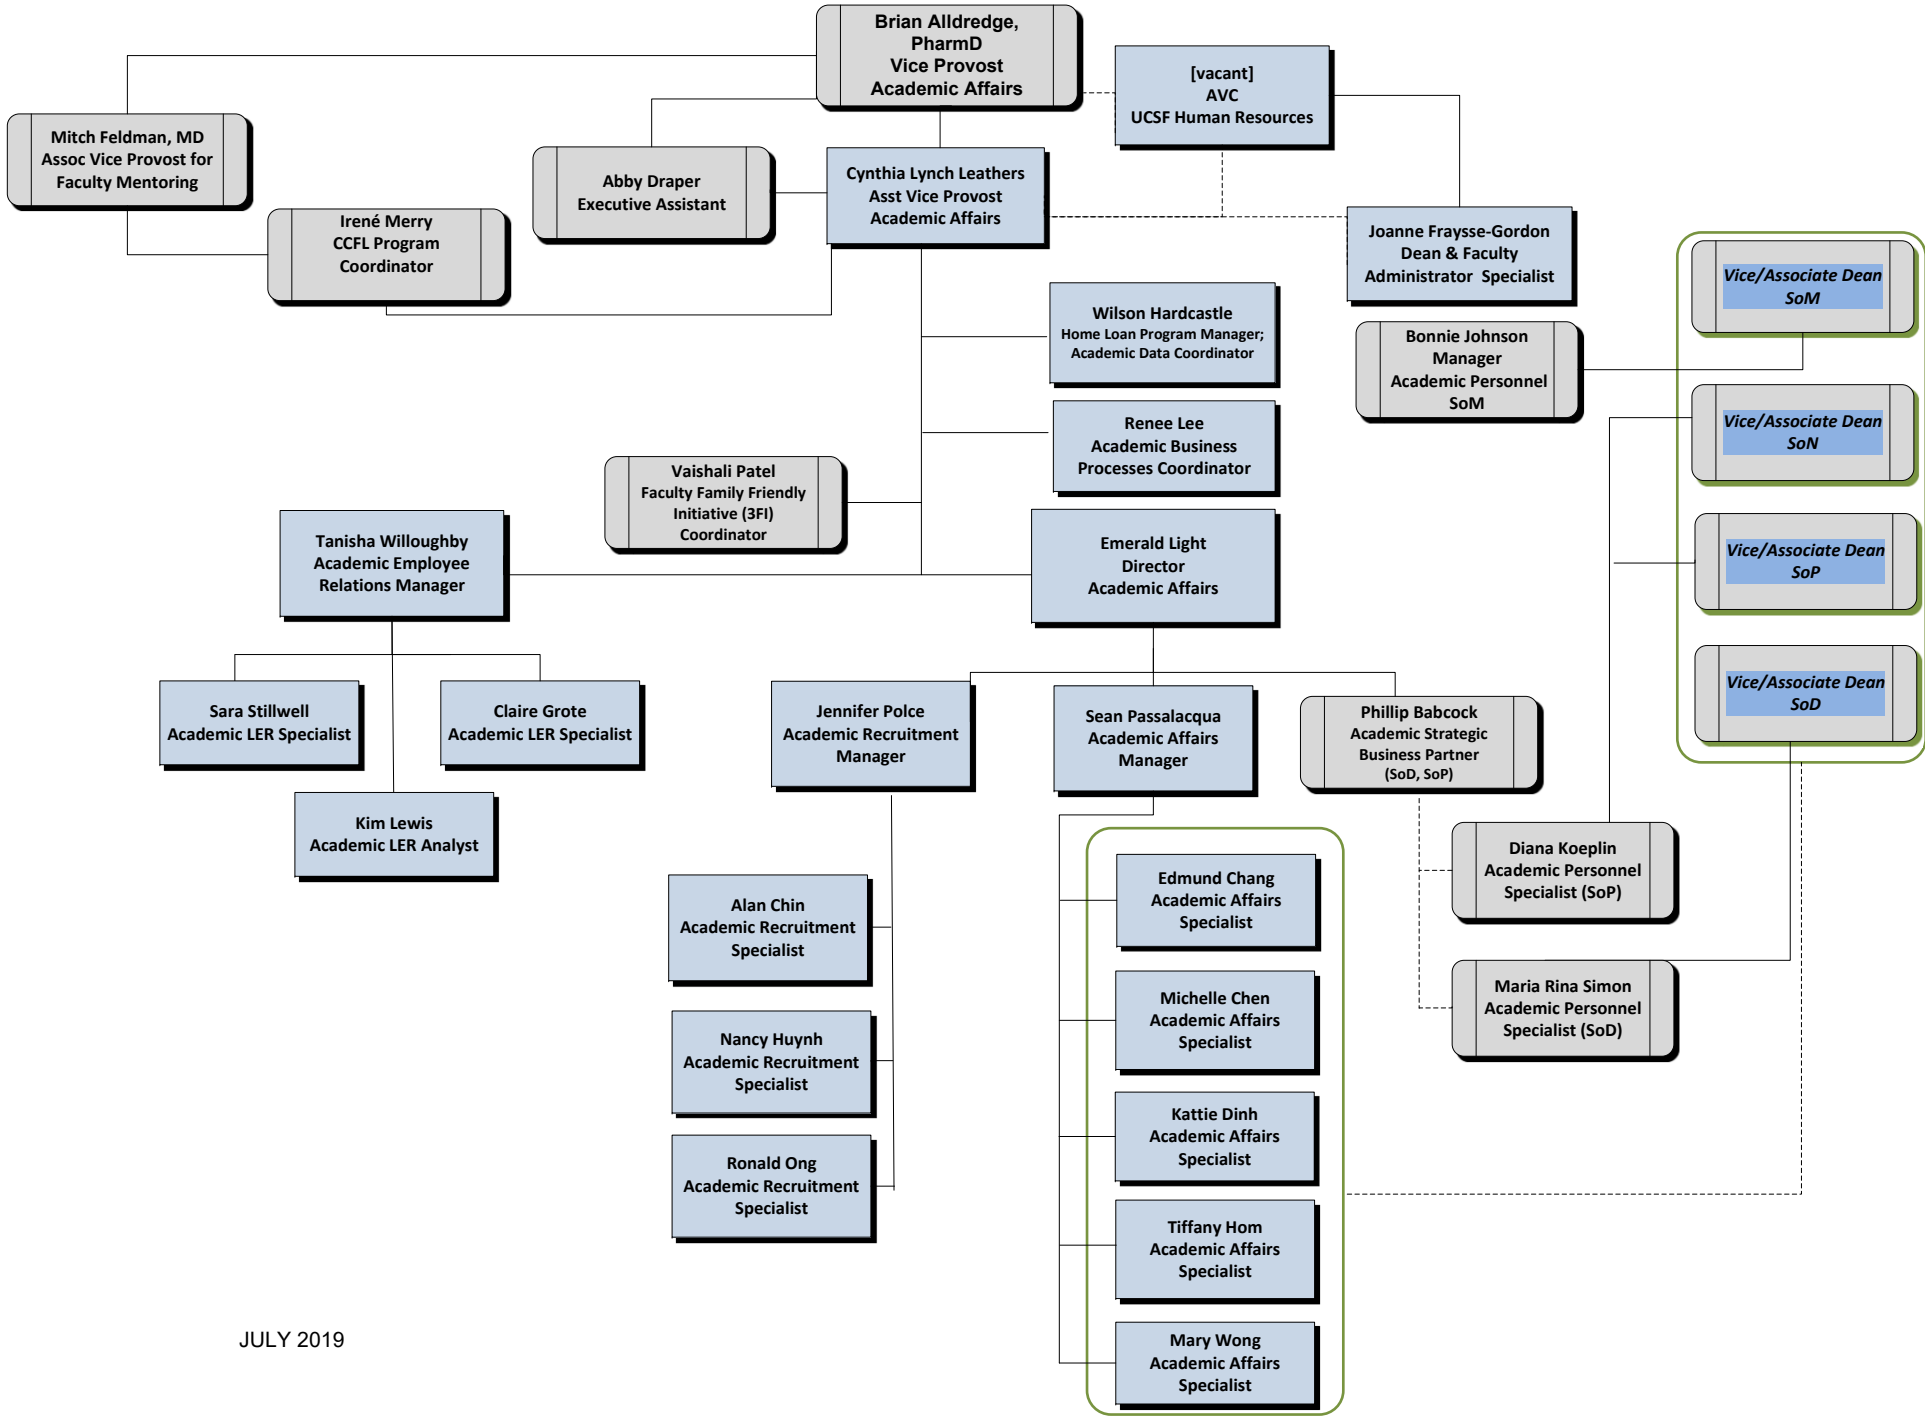 Brian Alldredge,
PharmD
Vice Provost
Academic Affairs
[vacant]
AVC
UCSF Human Resources
Mitch Feldman, MD
Assoc Vice Provost for
Faculty Mentoring
Abby Draper
Executive Assistant
Cynthia Lynch Leathers
Asst Vice Provost
Academic Affairs
Irené Merry
CCFL Program
Coordinator
Joanne Fraysse-Gordon
Dean & Faculty
Administrator Specialist
Vice/Associate Dean
SoM
Wilson Hardcastle
Home Loan Program Manager;
Academic Data Coordinator
Bonnie Johnson
Manager
Academic Personnel
SoM
Vice/Associate Dean
SoN
Renee Lee
Academic Business
Processes Coordinator
Vaishali Patel
Faculty Family Friendly
Initiative (3FI)
Coordinator
Tanisha Willoughby
Academic Employee
Relations Manager
Emerald Light
Director
Academic Affairs
Vice/Associate Dean
SoP
Vice/Associate Dean
SoD
Sara Stillwell
Academic LER Specialist
Claire Grote
Academic LER Specialist
Jennifer Polce
Academic Recruitment
Manager
Sean Passalacqua
Academic Affairs
Manager
Phillip Babcock
Academic Strategic
Business Partner
(SoD, SoP)
Kim Lewis
Academic LER Analyst
Diana Koeplin
Academic Personnel
Specialist (SoP)
Edmund Chang
Academic Affairs
Specialist
Alan Chin
Academic Recruitment
Specialist
Maria Rina Simon
Academic Personnel
Specialist (SoD)
Michelle Chen
Academic Affairs
Specialist
Nancy Huynh
Academic Recruitment
Specialist
Kattie Dinh
Academic Affairs
Specialist
Ronald Ong
Academic Recruitment
Specialist
Tiffany Hom
Academic Affairs
Specialist
Mary Wong
Academic Affairs
Specialist
JULY 2019